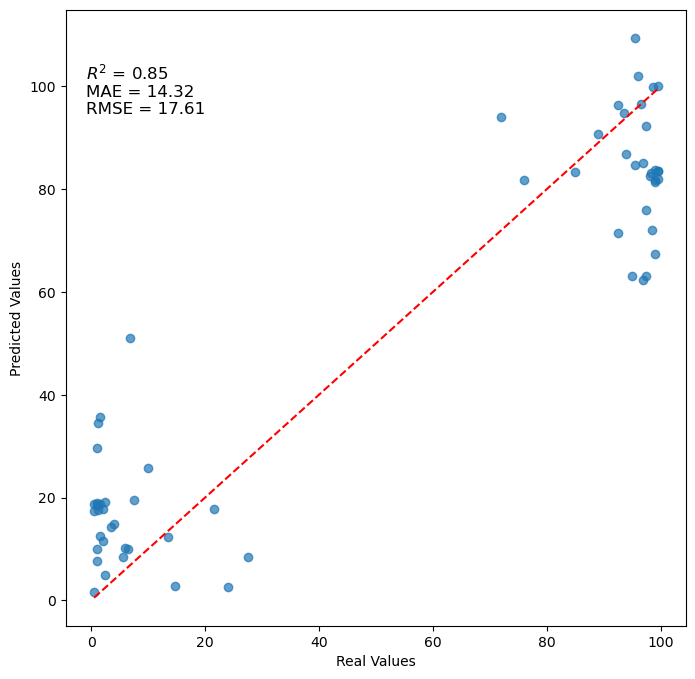 R² = 0.85
MAE = 14.32
RMSE = 17.61
100
80
60
40
20
0
Predicted Values
0 20 40 60 80 100
Real Values